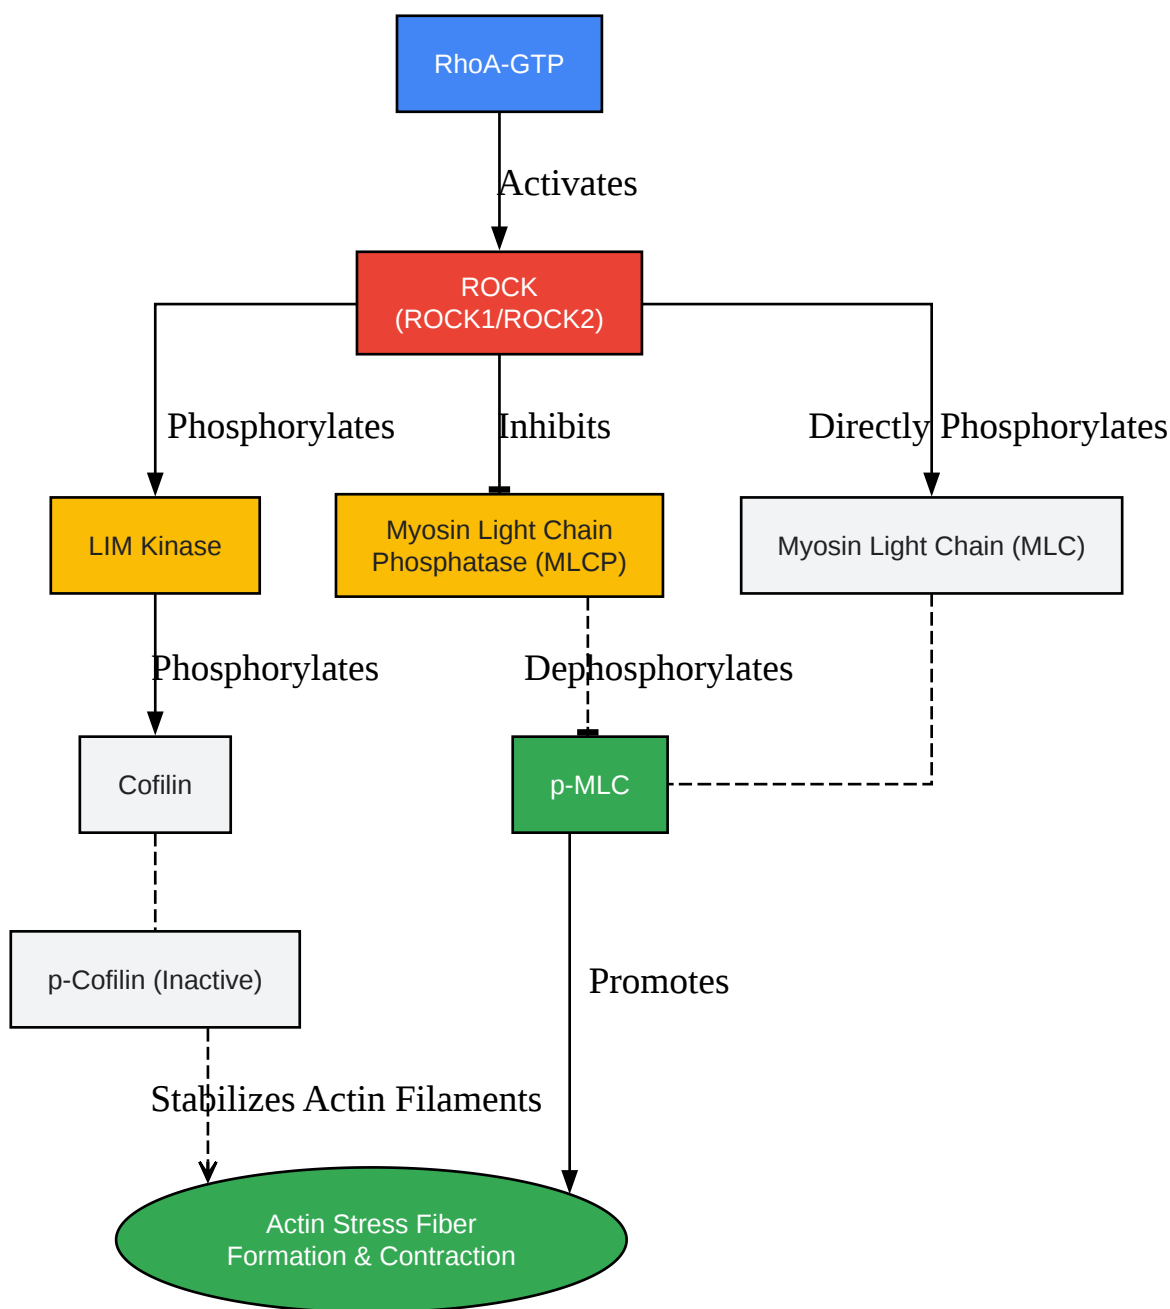 RhoA-GTP
Activates
ROCK
(ROCK1/ROCK2)
Phosphorylates
Inhibits
Directly Phosphorylates
LIM Kinase
Myosin Light Chain
Phosphatase (MLCP)
Myosin Light Chain (MLC)
Phosphorylates
Dephosphorylates
Cofilin
p-MLC
p-Cofilin (Inactive)
Promotes
Stabilizes Actin Filaments
Actin Stress Fiber
Formation & Contraction